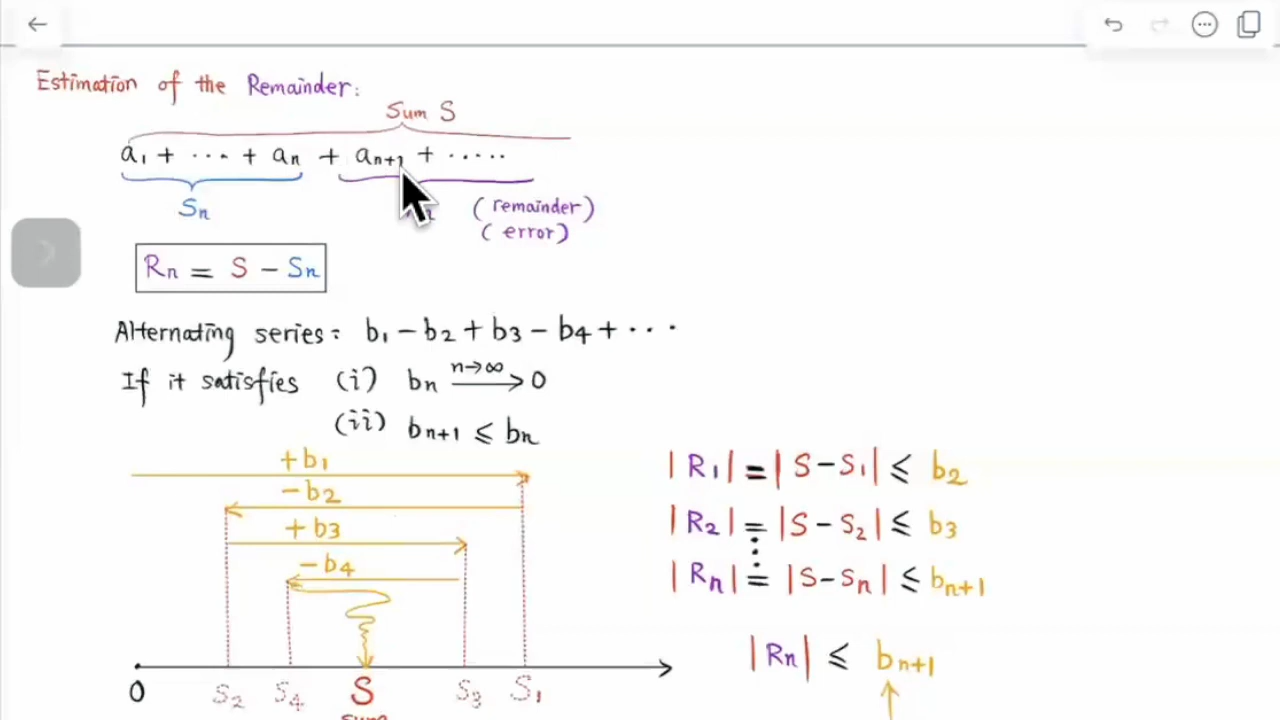 Estimation of the Remainder:
Sum S
a₁ + ··· + aₙ + aₙ₊₁ + ·····
Sₙ
(remainder)
(error)
Rₙ = S - Sₙ
Alternating series: b₁ - b₂ + b₃ - b₄ + ···
If it satisfies (i) bₙ n→∞ → 0
(ii) bₙ₊₁ ≤ bₙ
+b₁
-b₂
+b₃
-b₄
0 S₂ S₄ S S₃ S₁
|R₁| = |S - S₁| ≤ b₂
|R₂| = |S - S₂| ≤ b₃
⋮
|Rₙ| = |S - Sₙ| ≤ bₙ₊₁
|Rₙ| ≤ bₙ₊₁